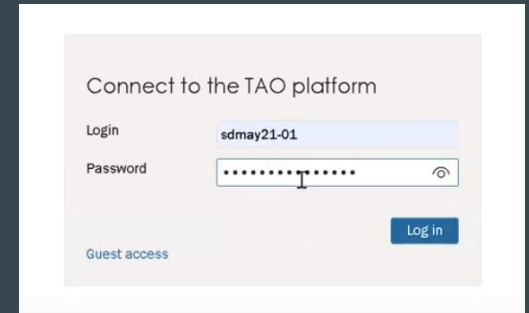 Connect to the TAO platform
Login
sdmay21-01
Password
•••••••••••••••
Log in
Guest access